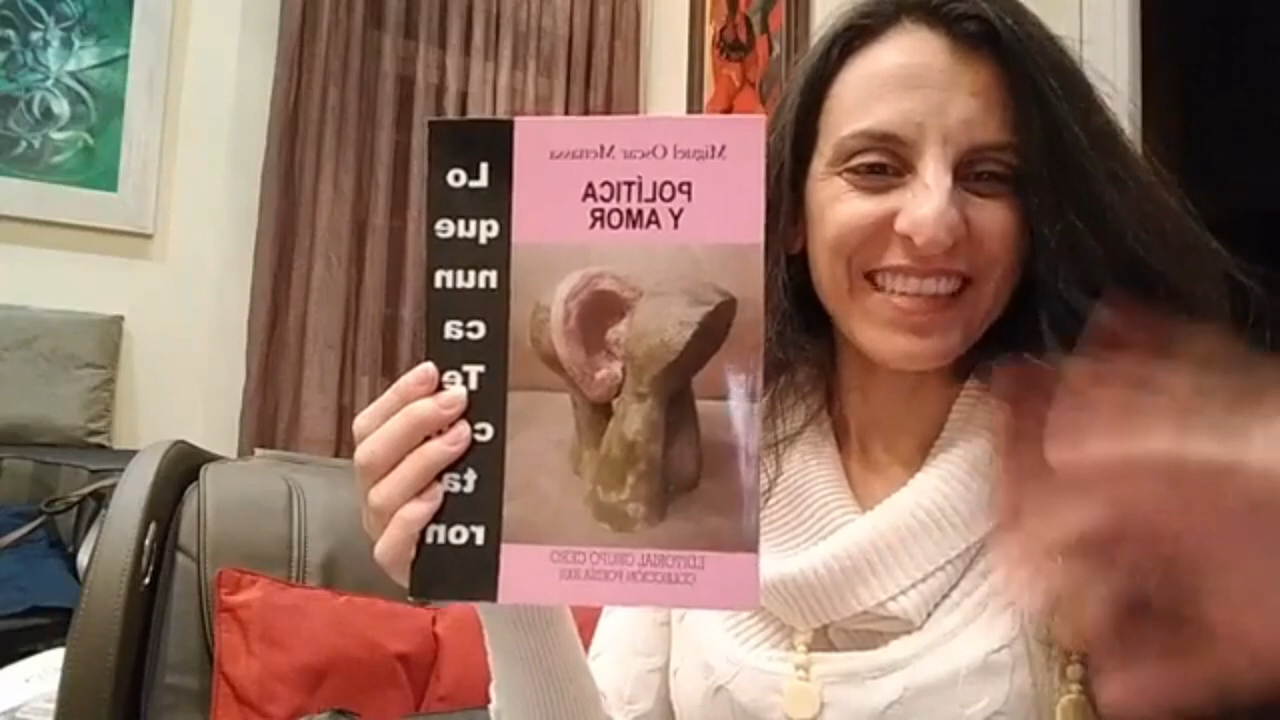 Miguel Oscar Menassa
POLÍTICA
Y AMOR
Lo
que
nun
ca
Te
ta
ron
EDITORIAL GRUPO CERO
COLECCIÓN POESÍA